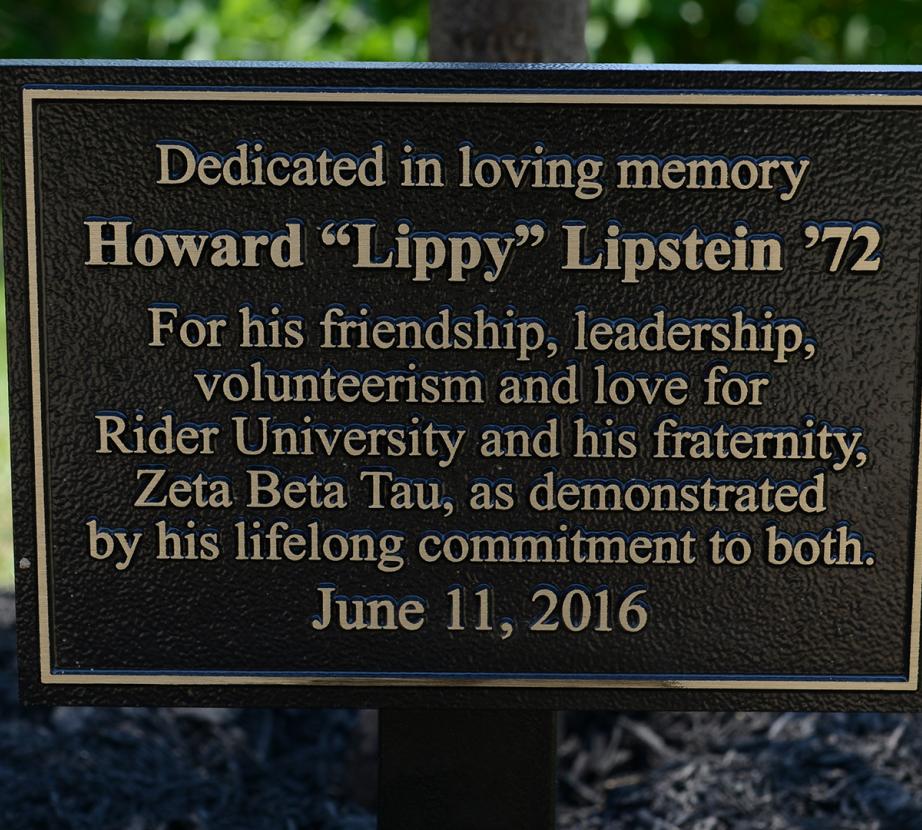 Dedicated in loving memory
Howard “Lippy” Lipstein ’72
For his friendship, leadership,
volunteerism and love for
Rider University and his fraternity,
Zeta Beta Tau, as demonstrated
by his lifelong commitment to both.
June 11, 2016